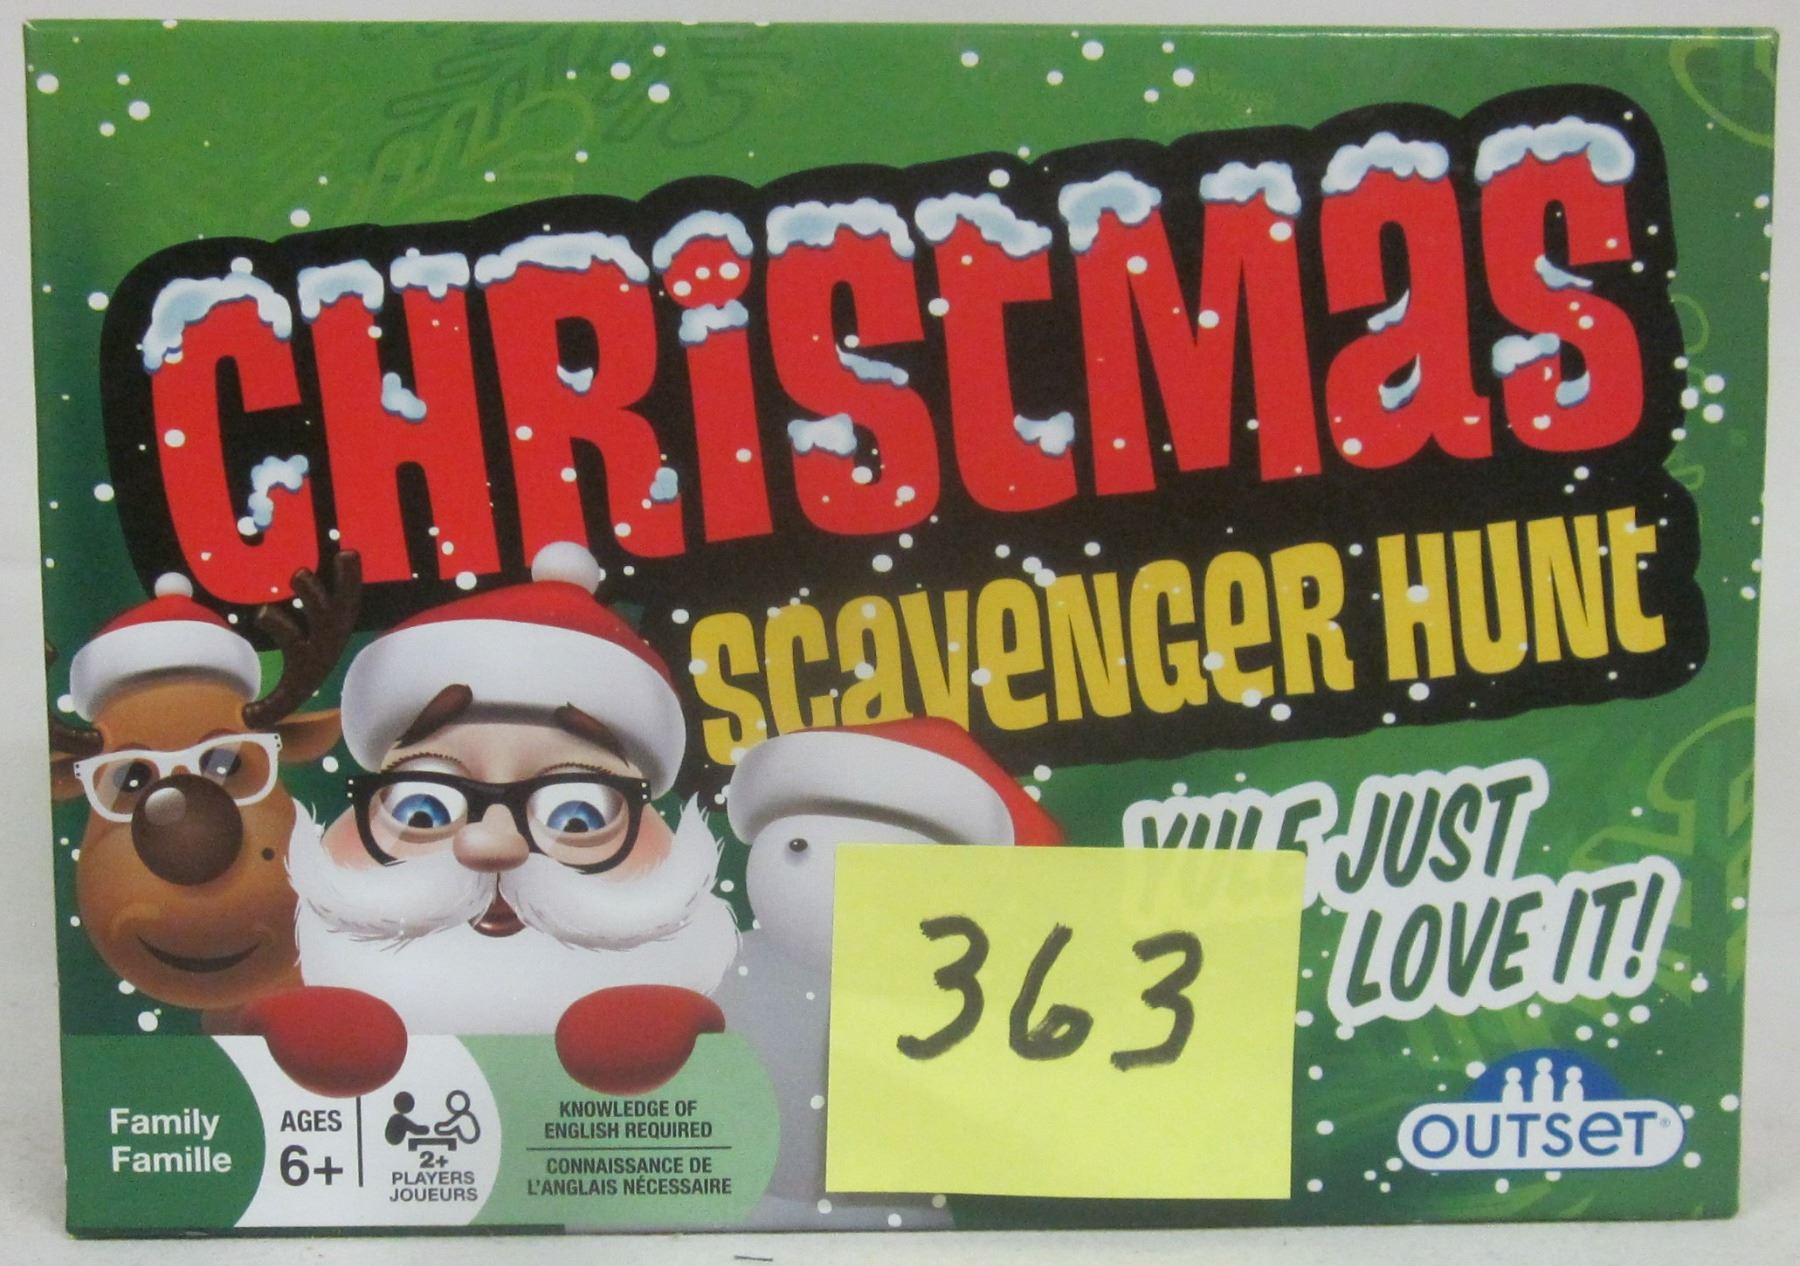 CHRiStMaS
SCaVeNGeR HUNt
YULE JUST
LOVE IT!
363
Family
Famille
AGES
6+
2+
PLAYERS
JOUEURS
KNOWLEDGE OF
ENGLISH REQUIRED
CONNAISSANCE DE
L'ANGLAIS NÉCESSAIRE
OUTSET®